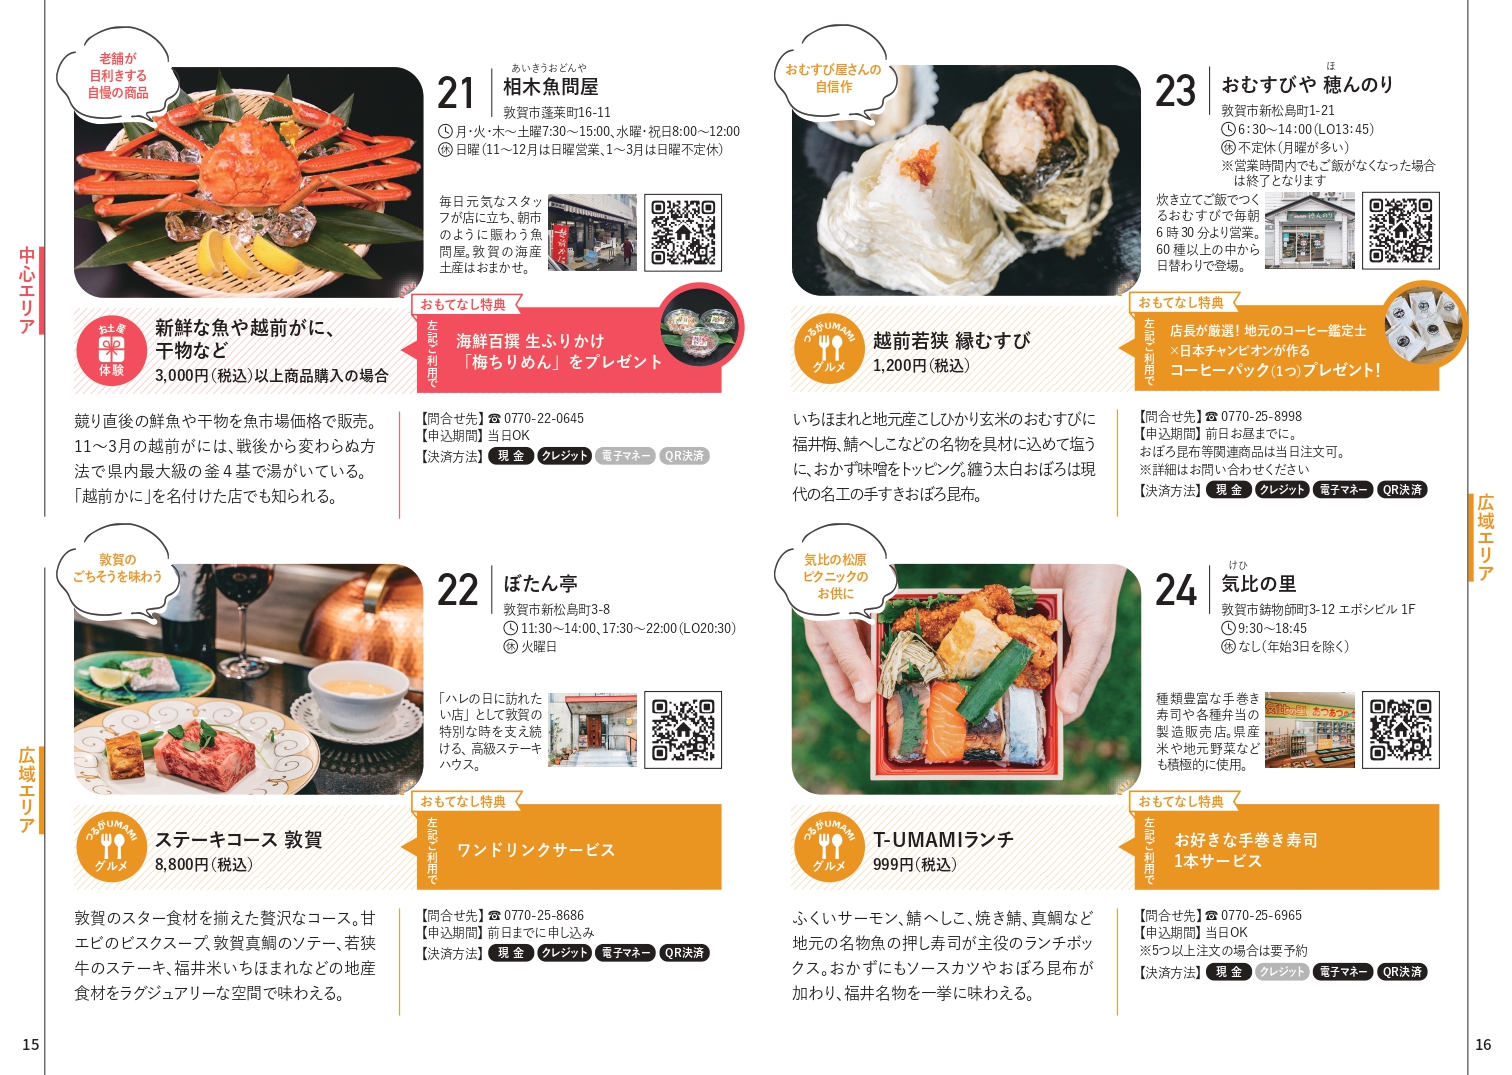 老舗が
目利きする
自慢の商品
21
あいきうおどんや
相木魚問屋
敦賀市蓬莱町16-11
月・火・木〜土曜7:30〜15:00、水曜・祝日8:00〜12:00
休 日曜（11〜12月は日曜営業、1〜3月は日曜不定休）
毎日元気なスタッ
フが店に立ち、朝市
のように賑わう魚
問屋。敦賀の海産
土産はおまかせ。
中心エリア
お土産
体験
新鮮な魚や越前がに、
干物など
3,000円（税込）以上商品購入の場合
おもてなし特典
左記ご利用で
海鮮百撰 生ふりかけ
「梅ちりめん」をプレゼント
競り直後の鮮魚や干物を魚市場価格で販売。
11〜3月の越前がには、戦後から変わらぬ方
法で県内最大級の釜４基で湯がいている。
「越前かに」を名付けた店でも知られる。
【問合せ先】☎ 0770-22-0645
【申込期間】当日OK
【決済方法】 現 金 クレジット 電子マネー QR決済
敦賀の
ごちそうを味わう
22
ぼたん亭
敦賀市新松島町3-8
11:30〜14:00、17:30〜22:00（LO20:30）
休 火曜日
「ハレの日に訪れた
い店」として敦賀の
特別な時を支え続
ける、高級ステーキ
ハウス。
広域エリア
つるがUMAMI
グルメ
ステーキコース 敦賀
8,800円（税込）
おもてなし特典
左記ご利用で
ワンドリンクサービス
敦賀のスター食材を揃えた贅沢なコース。甘
エビのビスクスープ、敦賀真鯛のソテー、若狭
牛のステーキ、福井米いちほまれなどの地産
食材をラグジュアリーな空間で味わえる。
【問合せ先】☎ 0770-25-8686
【申込期間】前日までに申し込み
【決済方法】 現 金 クレジット 電子マネー QR決済
15
おむすび屋さんの
自信作
23
ほ
おむすびや 穂んのり
敦賀市新松島町1-21
6：30〜14：00（LO13：45）
休 不定休（月曜が多い）
※営業時間内でもご飯がなくなった場合
は終了となります
炊き立てご飯でつく
るおむすびで毎朝
6 時 30 分より営業。
60 種以上の中から
日替わりで登場。
穂んのり
つるがUMAMI
グルメ
越前若狭 縁むすび
1,200円（税込）
おもてなし特典
左記ご利用で
店長が厳選！地元のコーヒー鑑定士
×日本チャンピオンが作る
コーヒーパック（1つ）プレゼント！
いちほまれと地元産こしひかり玄米のおむすびに
福井梅、鯖へしこなどの名物を具材に込めて塩う
に、おかず味噌をトッピング。纏う太白おぼろは現
代の名工の手すきおぼろ昆布。
【問合せ先】☎ 0770-25-8998
【申込期間】前日お昼までに。
おぼろ昆布等関連商品は当日注文可。
※詳細はお問い合わせください
【決済方法】 現 金 クレジット 電子マネー QR決済
広域エリア
気比の松原
ピクニックの
お供に
24
けひ
気比の里
敦賀市鋳物師町3-12 エボシビル 1F
9:30〜18:45
休 なし（年始3日を除く）
種類豊富な手巻き
寿司や各種弁当の
製造販売店。県産
米や地元野菜など
も積極的に使用。
気比の里 あつあつ
つるがUMAMI
グルメ
T-UMAMIランチ
999円（税込）
おもてなし特典
左記ご利用で
お好きな手巻き寿司
1本サービス
ふくいサーモン、鯖へしこ、焼き鯖、真鯛など
地元の名物魚の押し寿司が主役のランチボッ
クス。おかずにもソースカツやおぼろ昆布が
加わり、福井名物を一挙に味わえる。
【問合せ先】☎ 0770-25-6965
【申込期間】当日OK
※5つ以上注文の場合は要予約
【決済方法】 現 金 クレジット 電子マネー QR決済
16